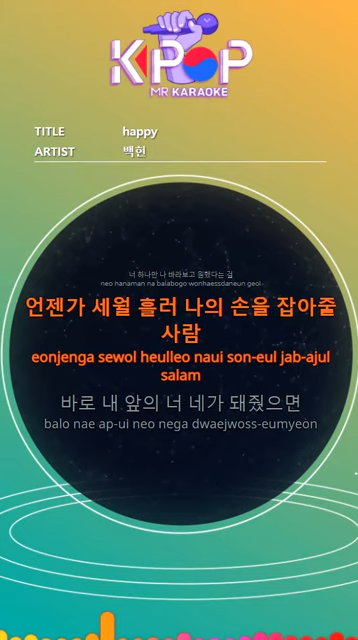 KPOP
MR KARAOKE
TITLE happy
ARTIST 백현
너 하나만 나 바라보고 원했다는 걸
neo hanaman na balabogo wonhaessdaneun geol
언젠가 세월 흘러 나의 손을 잡아줄
사람
eonjenga sewol heulleo naui son-eul jab-ajul
salam
바로 내 앞의 너 네가 돼줬으면
balo nae ap-ui neo nega dwaejwoss-eumyeon